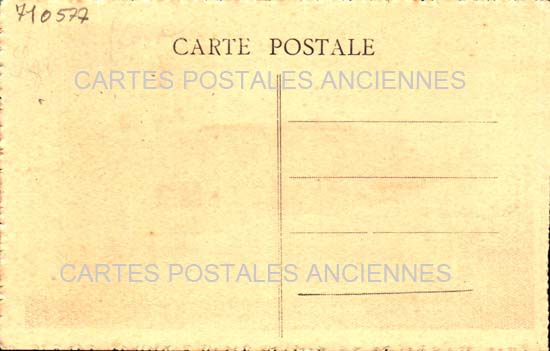 710577
CARTE POSTALE
CARTES POSTALES ANCIENNES
CARTES POSTALES ANCIENNES